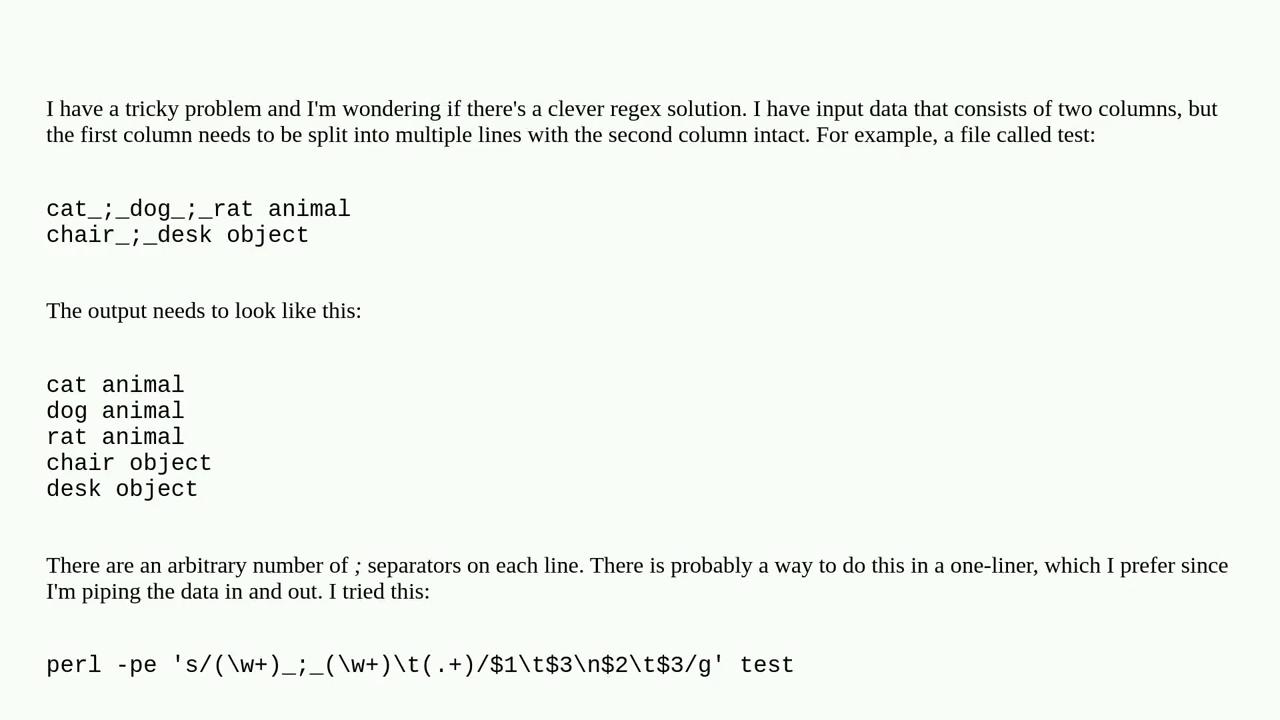 I have a tricky problem and I'm wondering if there's a clever regex solution. I have input data that consists of two columns, but
the first column needs to be split into multiple lines with the second column intact. For example, a file called test:
cat_;_dog_;_rat animal
chair_;_desk object
The output needs to look like this:
cat animal
dog animal
rat animal
chair object
desk object
There are an arbitrary number of ; separators on each line. There is probably a way to do this in a one-liner, which I prefer since
I'm piping the data in and out. I tried this:
perl -pe 's/(\w+)_;_(\w+)\t(.+)/$1\t$3\n$2\t$3/g' test